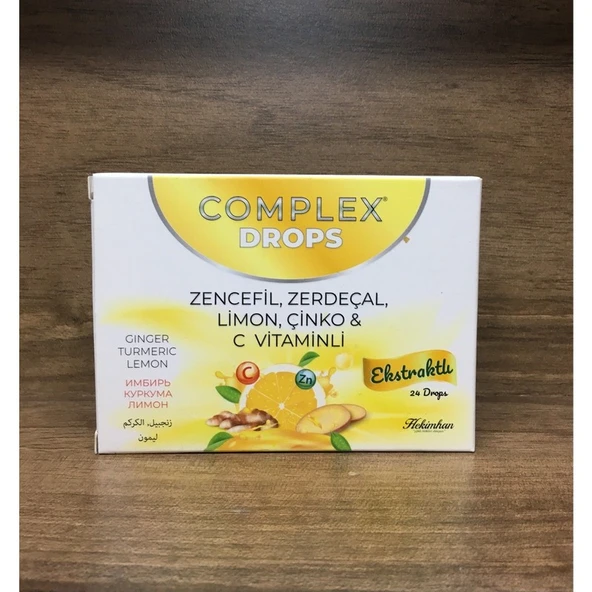 COMPLEX®
DROPS
ZENCEFİL, ZERDEÇAL,
LİMON, ÇİNKO &
C VİTAMİNLİ
GINGER
TURMERIC
LEMON
ИМБИРЬ
КУРКУМА
ЛИМОН
زنجبيل, الكركم
ليمون
C
Zn
Ekstraktlı
24 Drops
Hekimhan